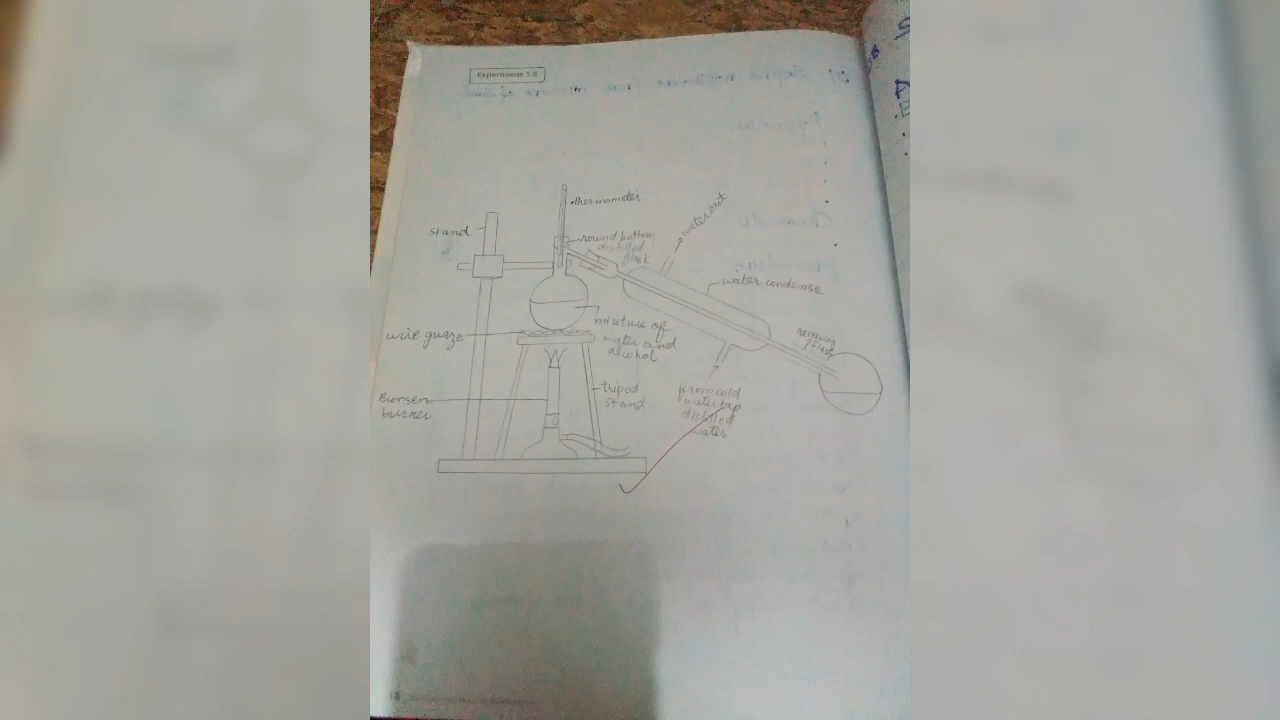 Experiment 5.8
thermometer
water out
stand
round bottom
distilled
flask
water condense
mixture of
water and
alcohol
wire guaze
receiving
flask
tripod
stand
Bunsen
burner
from cold
water tap
distilled
water